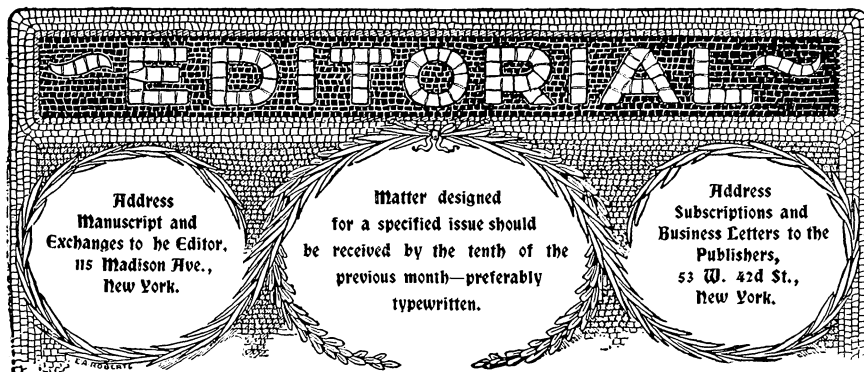 EDITORIAL
Address
Manuscript and
Exchanges to he Editor,
115 Madison Ave.,
New York.
Matter designed
for a specified issue should
be received by the tenth of the
previous month—preferably
typewritten.
Address
Subscriptions and
Business Letters to the
Publishers,
53 W. 42d St.,
New York.
E.A. ROBERTS